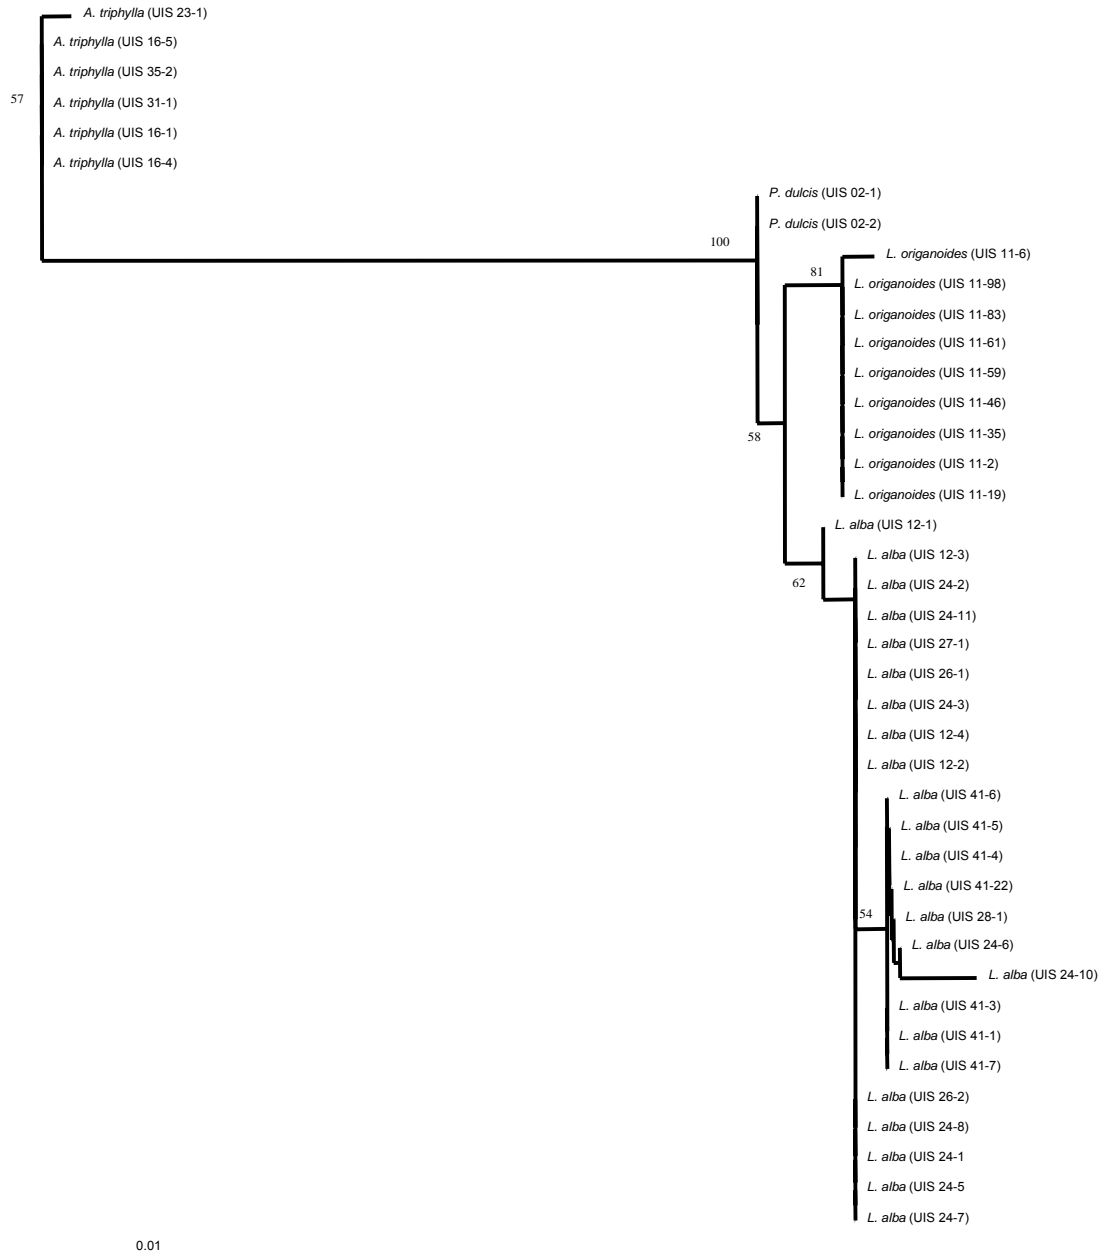 A. triphylla (UIS 23-1)
A. triphylla (UIS 16-5)
A. triphylla (UIS 35-2)
57
A. triphylla (UIS 31-1)
A. triphylla (UIS 16-1)
A. triphylla (UIS 16-4)
P. dulcis (UIS 02-1)
P. dulcis (UIS 02-2)
100
L. origanoides (UIS 11-6)
81
L. origanoides (UIS 11-98)
L. origanoides (UIS 11-83)
L. origanoides (UIS 11-61)
L. origanoides (UIS 11-59)
L. origanoides (UIS 11-46)
L. origanoides (UIS 11-35)
58
L. origanoides (UIS 11-2)
L. origanoides (UIS 11-19)
L. alba (UIS 12-1)
L. alba (UIS 12-3)
62
L. alba (UIS 24-2)
L. alba (UIS 24-11)
L. alba (UIS 27-1)
L. alba (UIS 26-1)
L. alba (UIS 24-3)
L. alba (UIS 12-4)
L. alba (UIS 12-2)
L. alba (UIS 41-6)
L. alba (UIS 41-5)
L. alba (UIS 41-4)
L. alba (UIS 41-22)
54
L. alba (UIS 28-1)
L. alba (UIS 24-6)
L. alba (UIS 24-10)
L. alba (UIS 41-3)
L. alba (UIS 41-1)
L. alba (UIS 41-7)
L. alba (UIS 26-2)
L. alba (UIS 24-8)
L. alba (UIS 24-1
L. alba (UIS 24-5
L. alba (UIS 24-7)
0.01